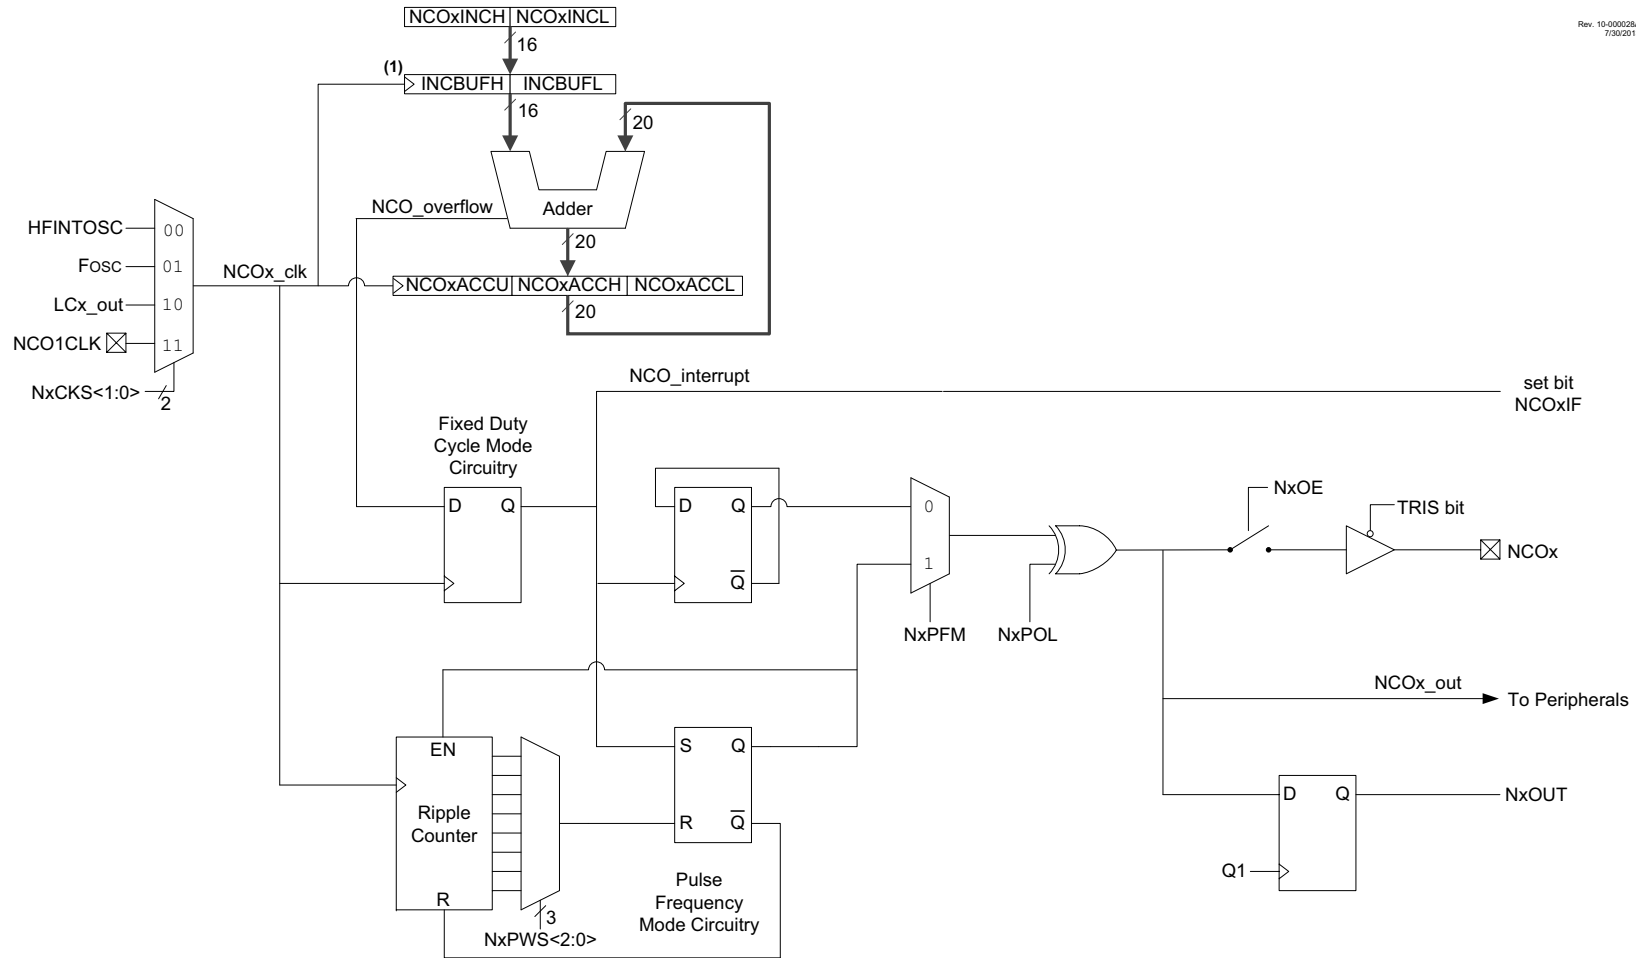 NCOxINCH NCOxINCL
Rev. 10-000028
7/30/201
16
(1)
INCBUFH INCBUFL
16
20
NCO_overflow
Adder
HFINTOSC
00
20
FOSC
01
NCOx_clk
NCOxACCU NCOxACCH NCOxACCL
LCx_out
10
20
NCO1CLK
11
NxCKS<1:0>
2
NCO_interrupt
set bit
NCOxIF
Fixed Duty
Cycle Mode
Circuitry
D Q
D Q
Q
0
1
NxPFM
NxPOL
NxOE
TRIS bit
NCOx
NCOx_out
To Peripherals
EN
Ripple
Counter
R
3
NxPWS<2:0>
S Q
R Q
Pulse
Frequency
Mode Circuitry
D Q
NxOUT
Q1